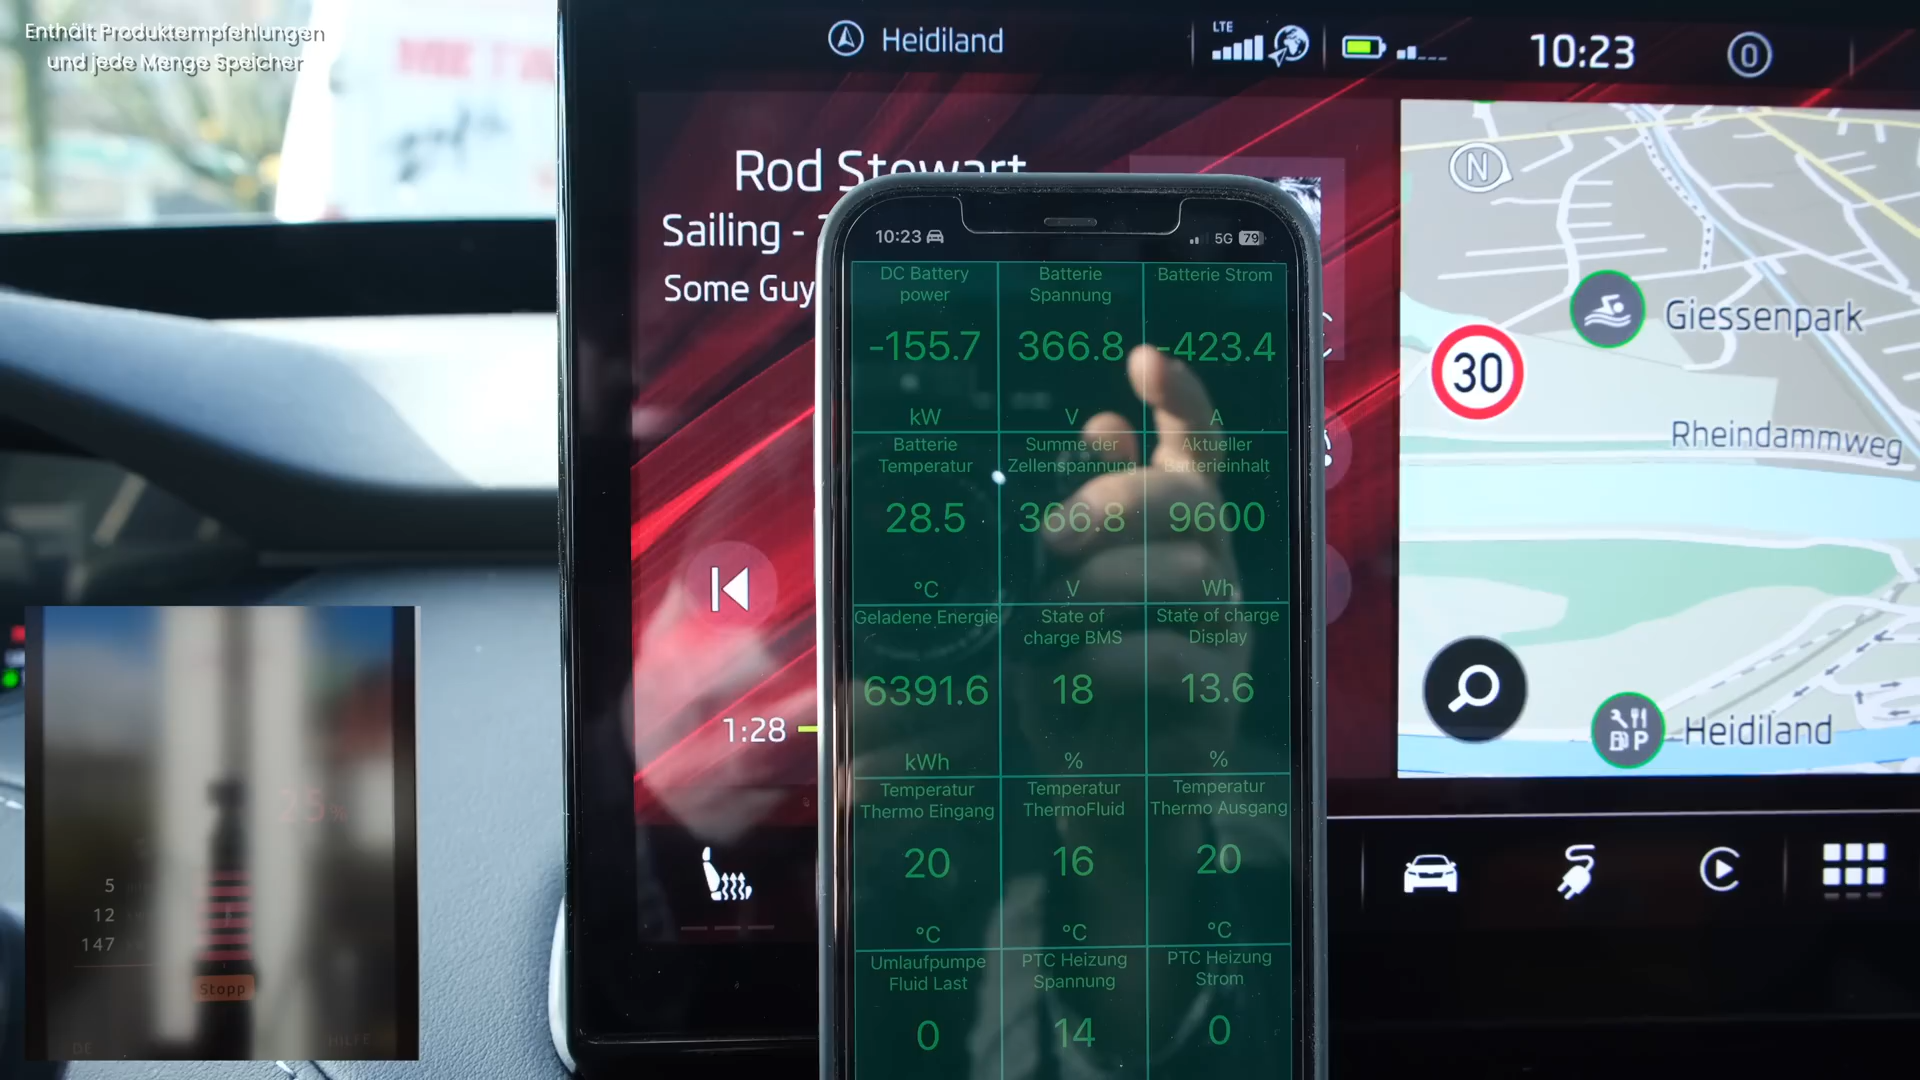 Enthält Produktempfehlungen
und jede Menge Speicher
Heidiland
LTE
10:23
0
Rod Stewart
Sailing -
Some Guy
1:28
N
30
Giessenpark
Rheindammweg
Heidiland
P
10:23
5G 79
DC Battery
power
-155.7
kW
Batterie
Spannung
366.8
V
Batterie Strom
-423.4
A
Batterie
Temperatur
28.5
°C
Summe der
Zellenspannung
366.8
V
Aktueller
Batterieinhalt
9600
Wh
Geladene Energie
6391.6
kWh
State of
charge BMS
18
%
State of charge
Display
13.6
%
Temperatur
Thermo Eingang
20
°C
Temperatur
ThermoFluid
16
°C
Temperatur
Thermo Ausgang
20
°C
Umlaufpumpe
Fluid Last
0
PTC Heizung
Spannung
14
PTC Heizung
Strom
0
25 %
5
12
147
Stopp
DE
HILFE